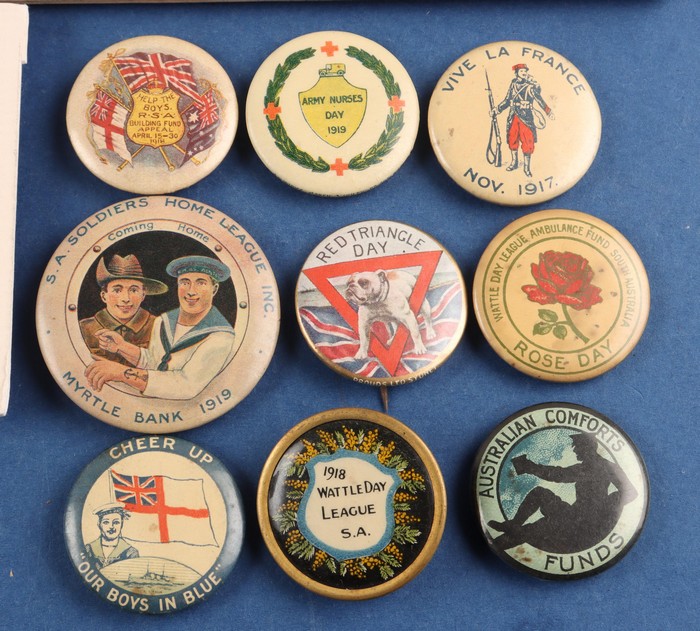 HELP THE
BOYS.
R·S·A
BUILDING FUND
APPEAL
APRIL 15-30
1918
ARMY NURSES
DAY
1919
VIVE LA FRANCE
NOV. 1917.
S.A. SOLDIERS HOME LEAGUE INC.
Coming Home
MYRTLE BANK 1919
RED TRIANGLE
DAY
WATTLE DAY LEAGUE AMBULANCE FUND SOUTH AUSTRALIA
ROSE DAY
CHEER UP
"OUR BOYS IN BLUE"
1918
WATTLE DAY
LEAGUE
S.A.
AUSTRALIAN COMFORTS
FUNDS